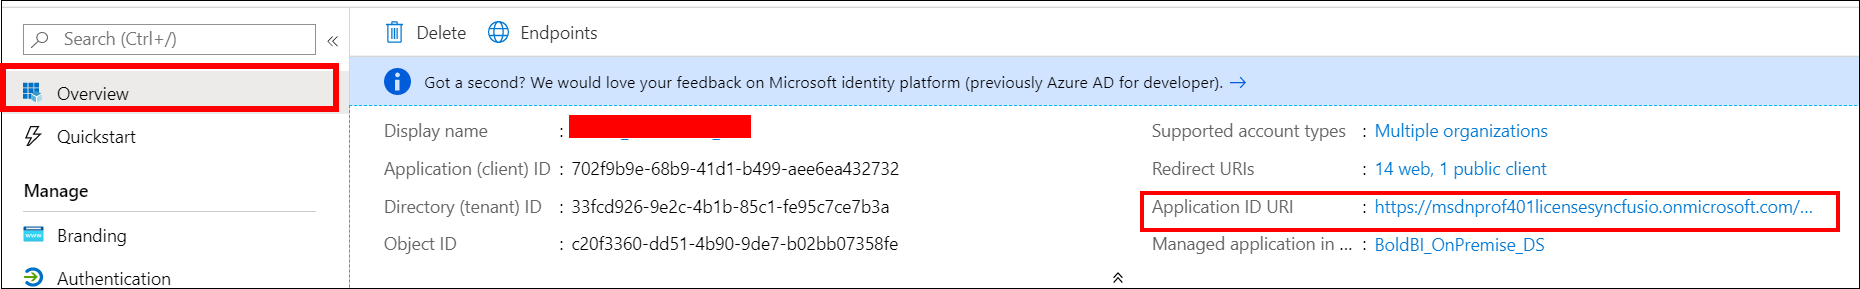 Search (Ctrl+/)
«
Delete
Endpoints
Overview
Got a second? We would love your feedback on Microsoft identity platform (previously Azure AD for developer). →
Quickstart
Manage
Branding
Authentication
Display name :
Application (client) ID : 702f9b9e-68b9-41d1-b499-aee6ea432732
Directory (tenant) ID : 33fcd926-9e2c-4b1b-85c1-fe95c7ce7b3a
Object ID : c20f3360-dd51-4b90-9de7-b02bb07358fe
Supported account types : Multiple organizations
Redirect URIs : 14 web, 1 public client
Application ID URI : https://msdnprof401licensesyncfusio.onmicrosoft.com/...
Managed application in ... : BoldBI_OnPremise_DS